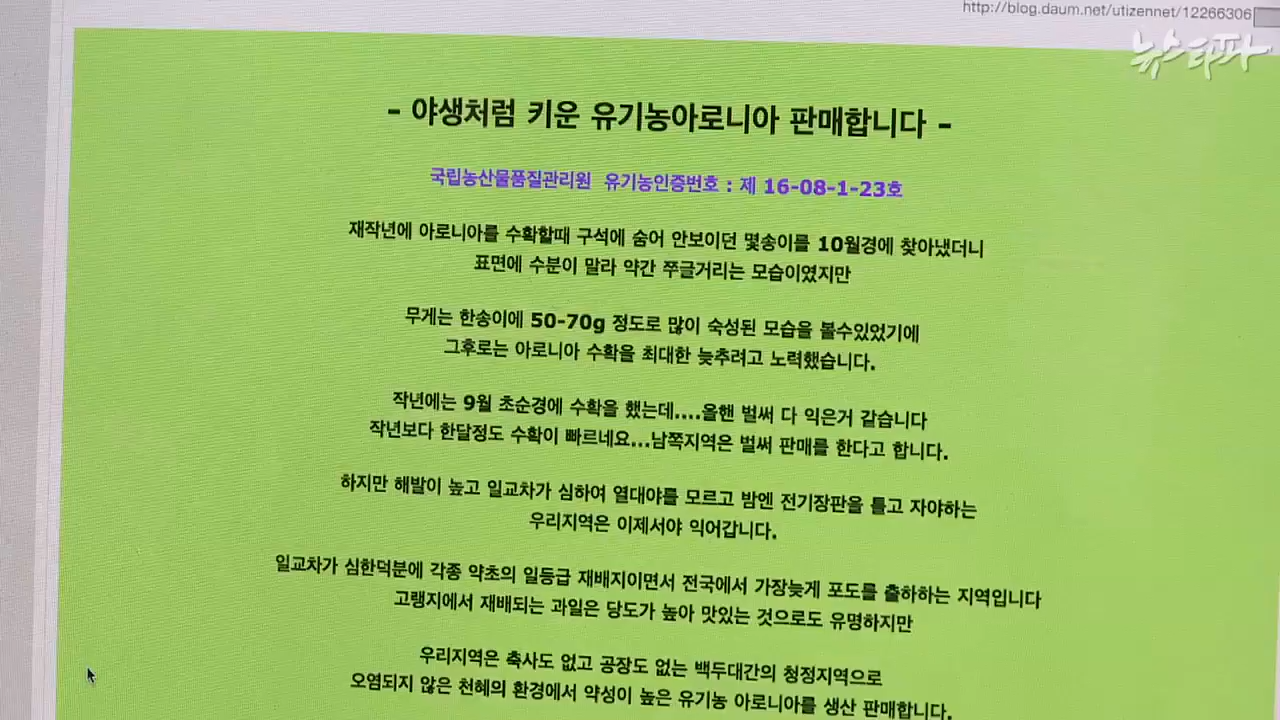 http://blog.daum.net/utizennet/12266306
뉴스타파
- 야생처럼 키운 유기농아로니아 판매합니다 -
국립농산물품질관리원 유기농인증번호 : 제 16-08-1-23호
재작년에 아로니아를 수확할때 구석에 숨어 안보이던 몇송이를 10월경에 찾아냈더니
표면에 수분이 말라 약간 쭈글거리는 모습이였지만
무게는 한송이에 50-70g 정도로 많이 숙성된 모습을 볼수있었기에
그후로는 아로니아 수확을 최대한 늦추려고 노력했습니다.
작년에는 9월 초순경에 수확을 했는데....올핸 벌써 다 익은거 같습니다
작년보다 한달정도 수확이 빠르네요...남쪽지역은 벌써 판매를 한다고 합니다.
하지만 해발이 높고 일교차가 심하여 열대야를 모르고 밤엔 전기장판을 틀고 자야하는
우리지역은 이제서야 익어갑니다.
일교차가 심한덕분에 각종 약초의 일등급 재배지이면서 전국에서 가장늦게 포도를 출하하는 지역입니다
고랭지에서 재배되는 과일은 당도가 높아 맛있는 것으로도 유명하지만
우리지역은 축사도 없고 공장도 없는 백두대간의 청정지역으로
오염되지 않은 천혜의 환경에서 약성이 높은 유기농 아로니아를 생산 판매합니다.